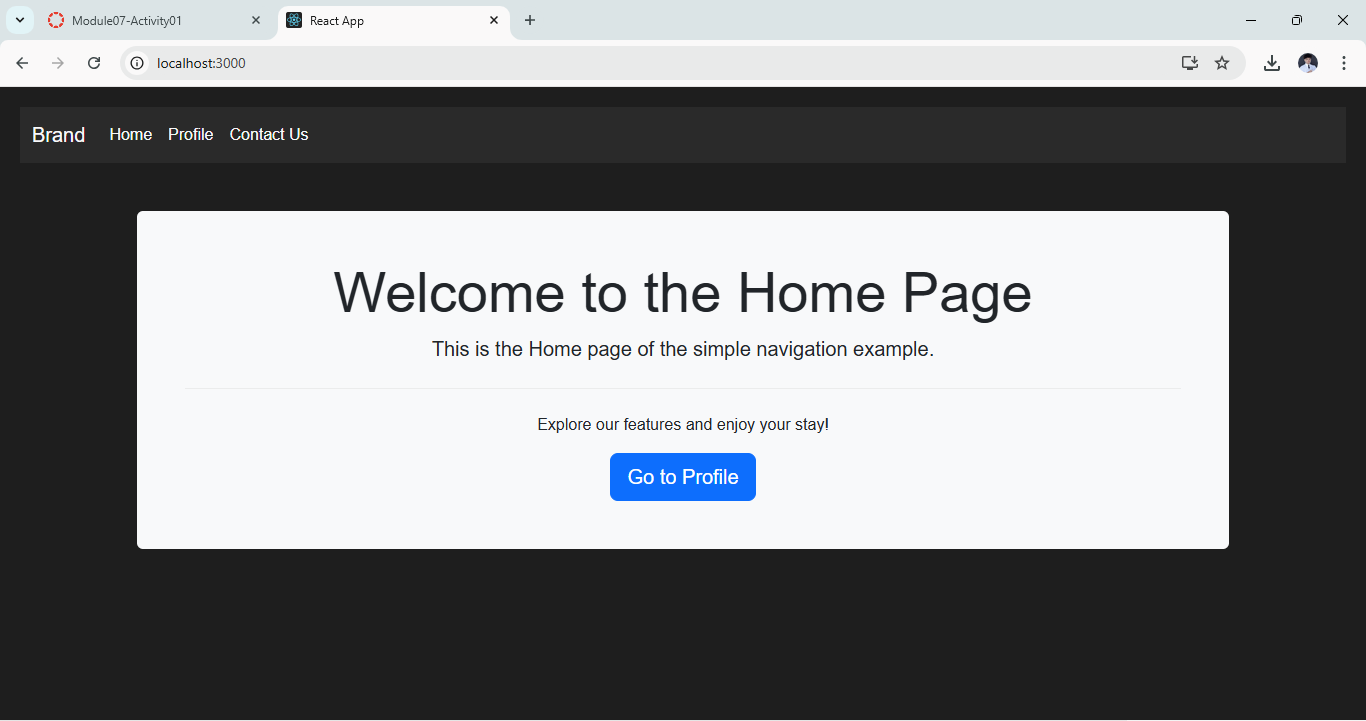 Module07-Activity01
React App
localhost:3000
Brand Home Profile Contact Us
Welcome to the Home Page
This is the Home page of the simple navigation example.
Explore our features and enjoy your stay!
Go to Profile